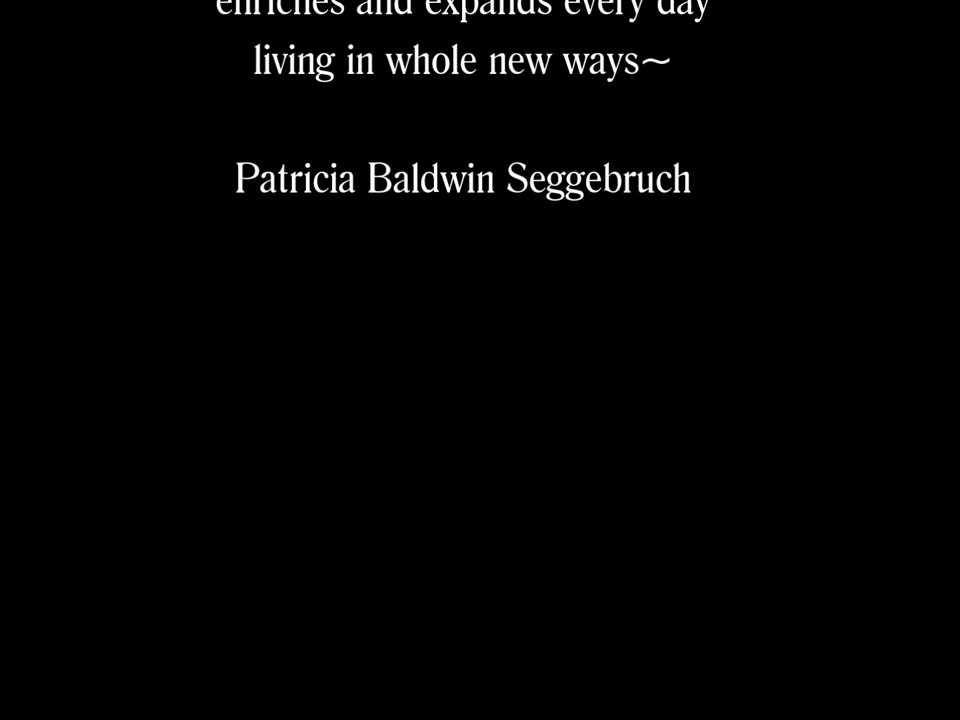 enriches and expands every day
living in whole new ways~
Patricia Baldwin Seggebruch